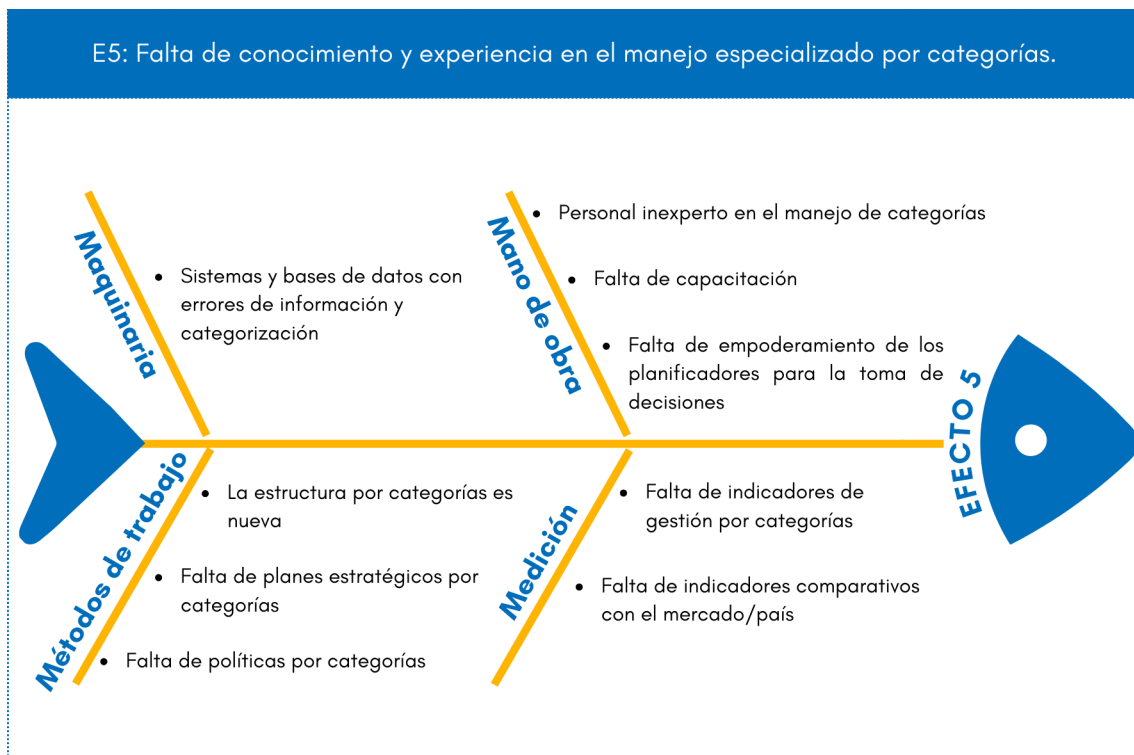 E5: Falta de conocimiento y experiencia en el manejo especializado por categorías.
Maquinaria
• Sistemas y bases de datos con
errores de información y
categorización
Mano de obra
• Personal inexperto en el manejo de categorías
• Falta de capacitación
• Falta de empoderamiento de los
planificadores para la toma de
decisiones
EFECTO 5
Métodos de trabajo
• La estructura por categorías es
nueva
• Falta de planes estratégicos por
categorías
• Falta de políticas por categorías
Medición
• Falta de indicadores de
gestión por categorías
• Falta de indicadores comparativos
con el mercado/país